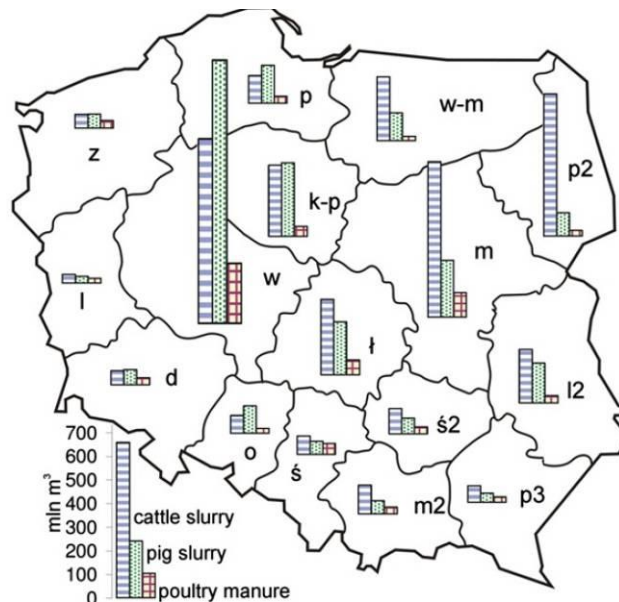 p
w-m
z
p2
k-p
m
w
l
ł
d
l2
ś2
o
ś
m2
p3
700
600
500
400
300
200
100
0
mln m³
cattle slurry
pig slurry
poultry manure